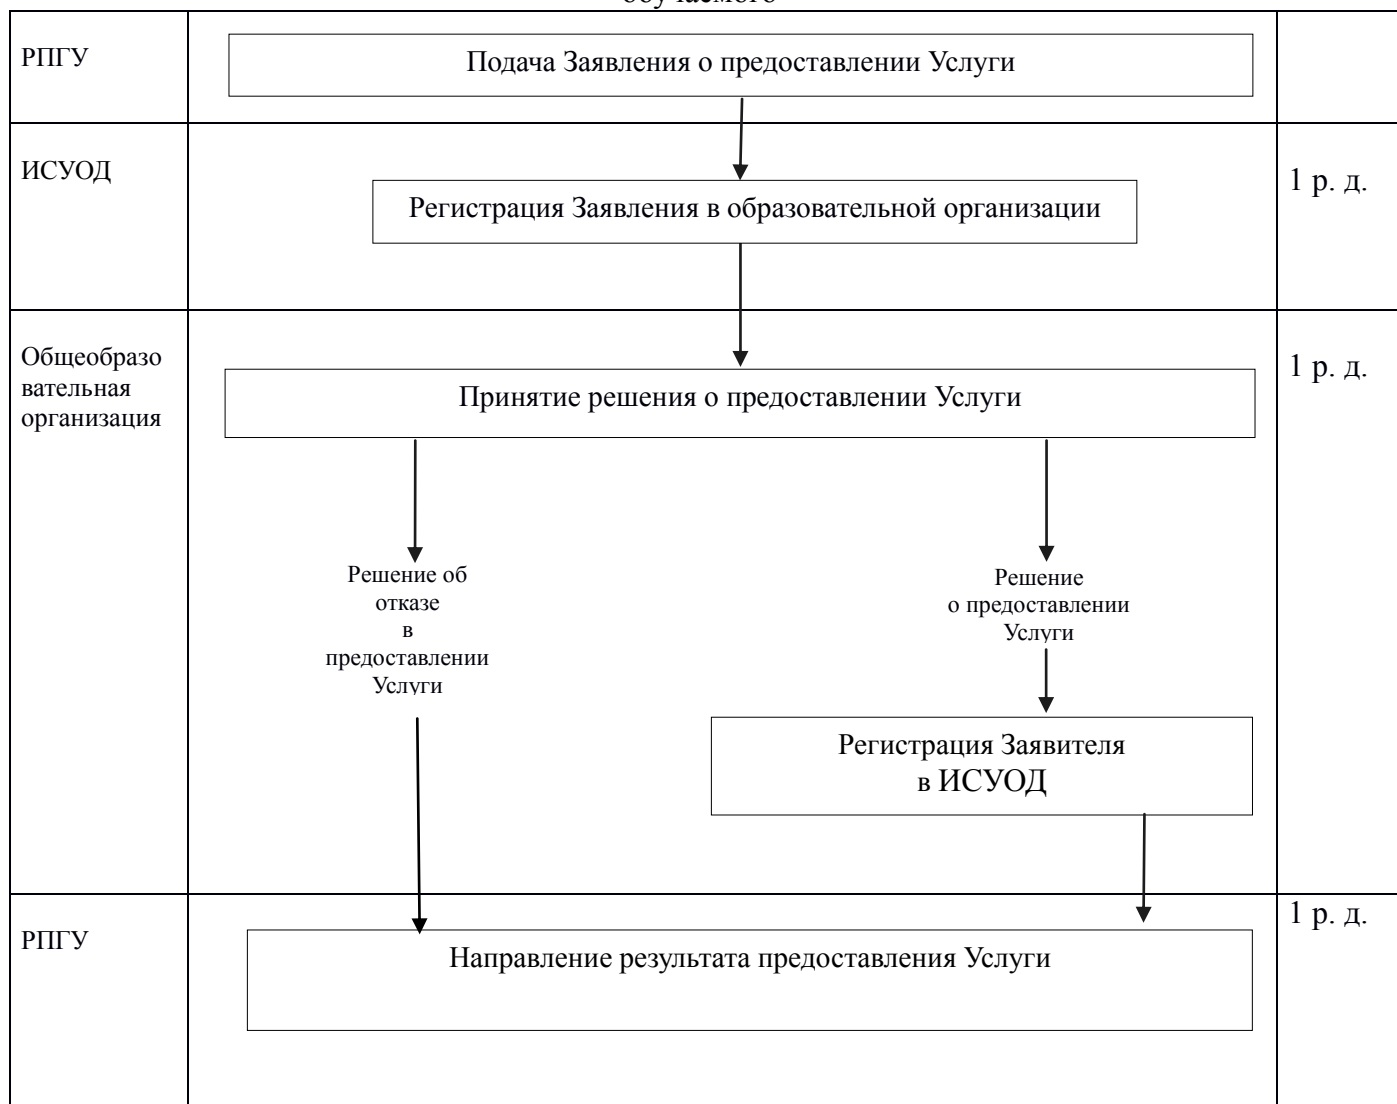 обучаемого
РПГУ
Подача Заявления о предоставлении Услуги
ИСУОД
1 р. д.
Регистрация Заявления в образовательной организации
Общеобразо
вательная
организация
1 р. д.
Принятие решения о предоставлении Услуги
Решение об
отказе
в
предоставлении
Услуги
Решение
о предоставлении
Услуги
Регистрация Заявителя
в ИСУОД
РПГУ
1 р. д.
Направление результата предоставления Услуги